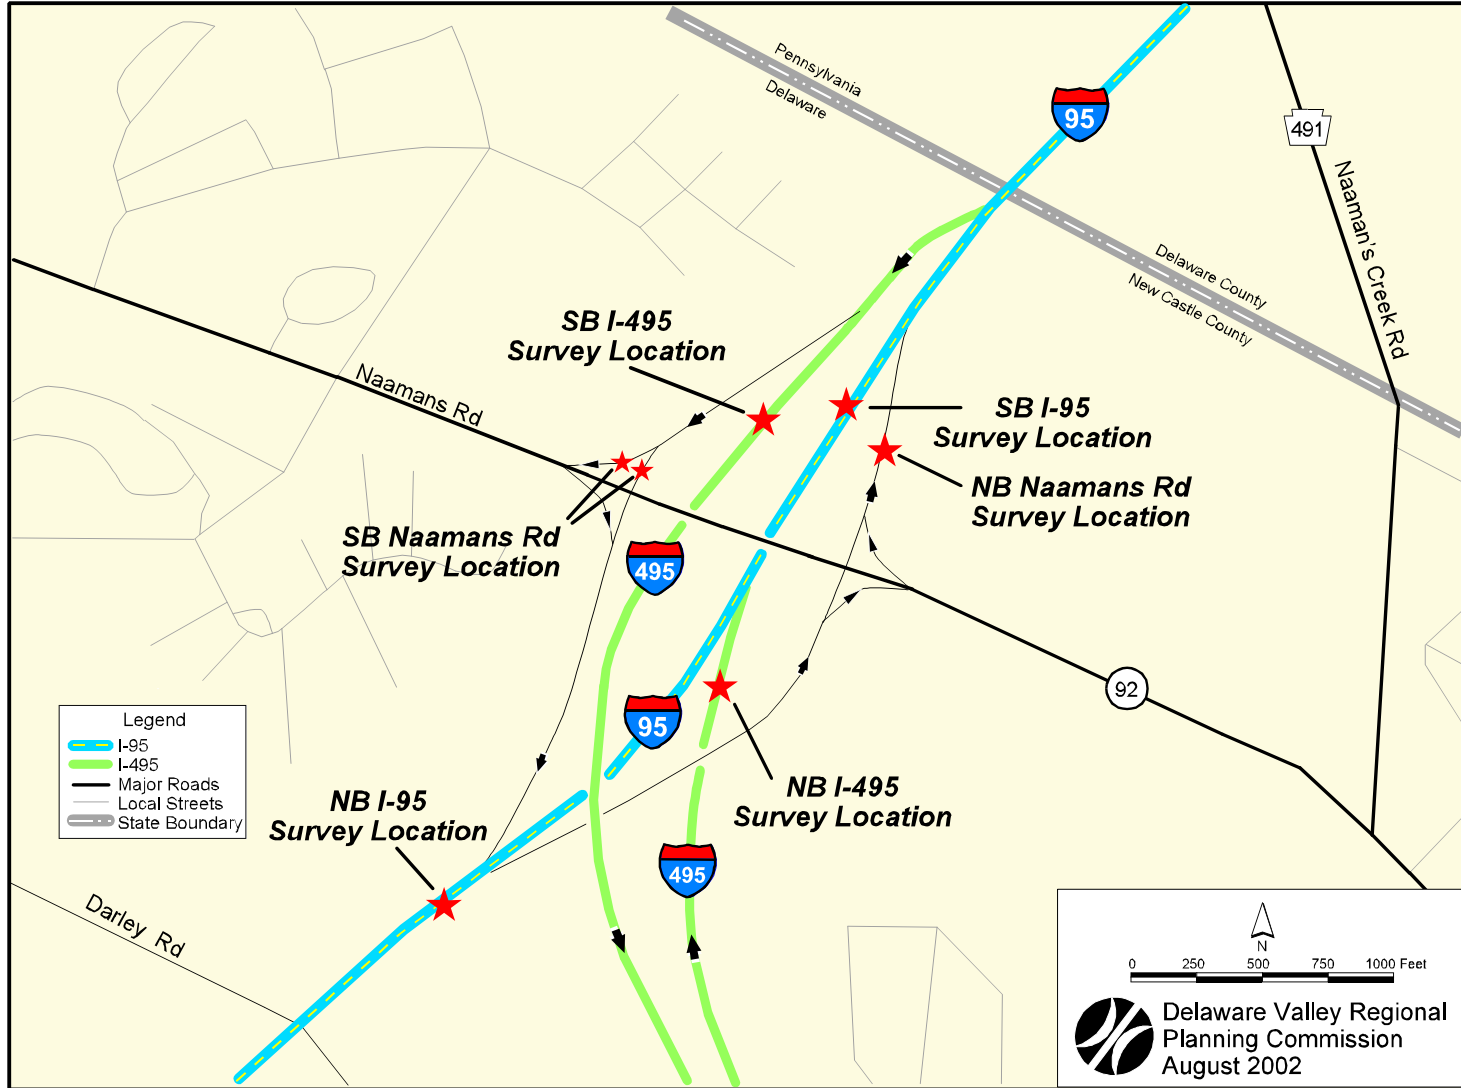 Pennsylvania
Delaware
95
491
Naaman's Creek Rd
Delaware County
New Castle County
SB I-495
Survey Location
Naamans Rd
SB I-95
Survey Location
NB Naamans Rd
Survey Location
SB Naamans Rd
Survey Location
495
92
95
Legend
I-95
I-495
Major Roads
Local Streets
State Boundary
NB I-95
Survey Location
NB I-495
Survey Location
495
Darley Rd
N
0 250 500 750 1000 Feet
Delaware Valley Regional
Planning Commission
August 2002